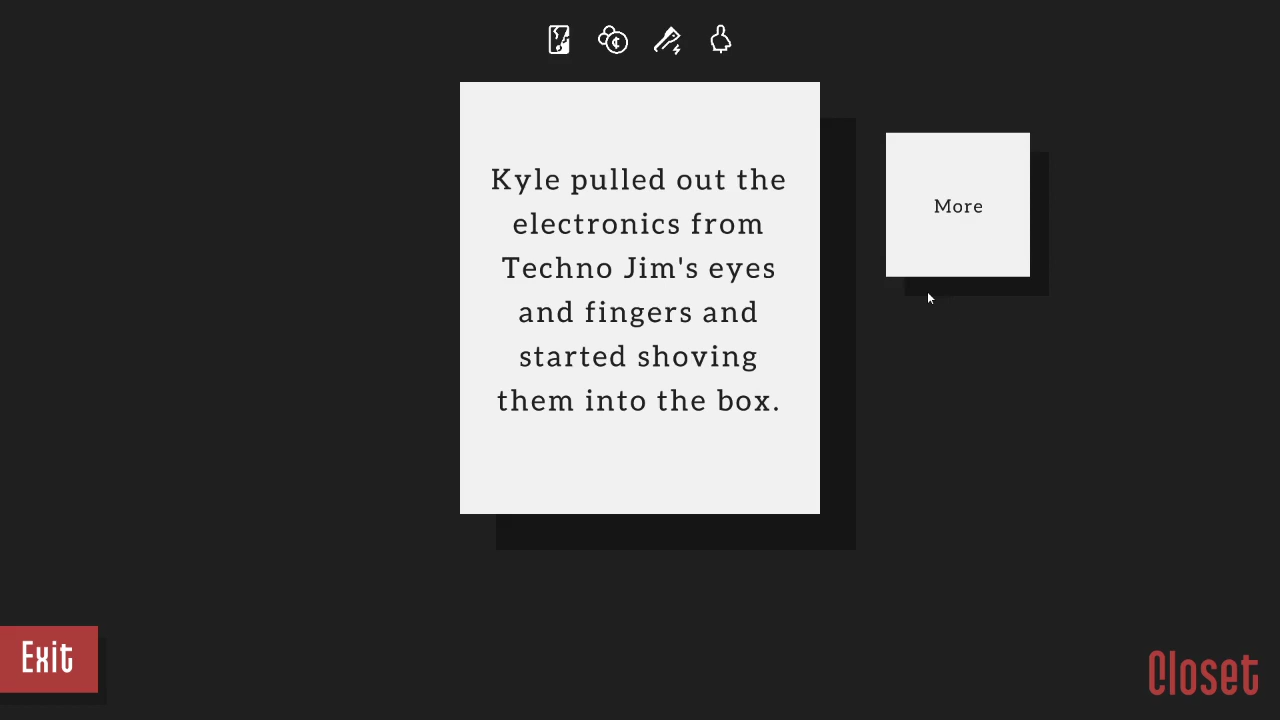 Kyle pulled out the
electronics from
Techno Jim's eyes
and fingers and
started shoving
them into the box.
More
Exit
Closet